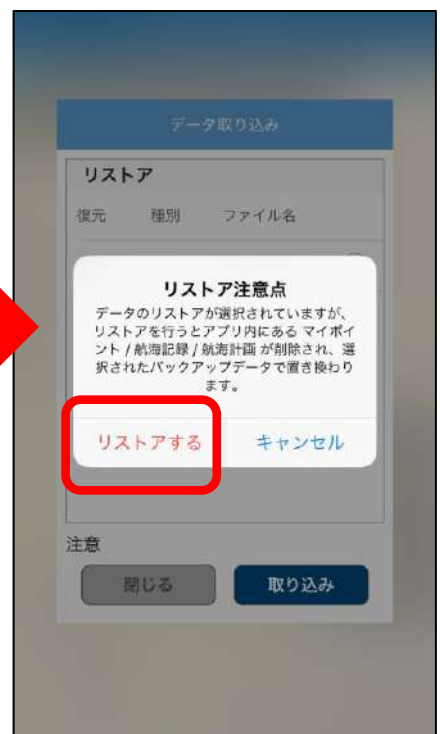 データ取り込み
リストア
復元 種別 ファイル名
リストア注意点
データのリストアが選択されていますが、
リストアを行うとアプリ内にある マイポイ
ント / 航海記録 / 航海計画 が削除され、選
択されたバックアップデータで置き換わり
ます。
リストアする キャンセル
注意
閉じる 取り込み